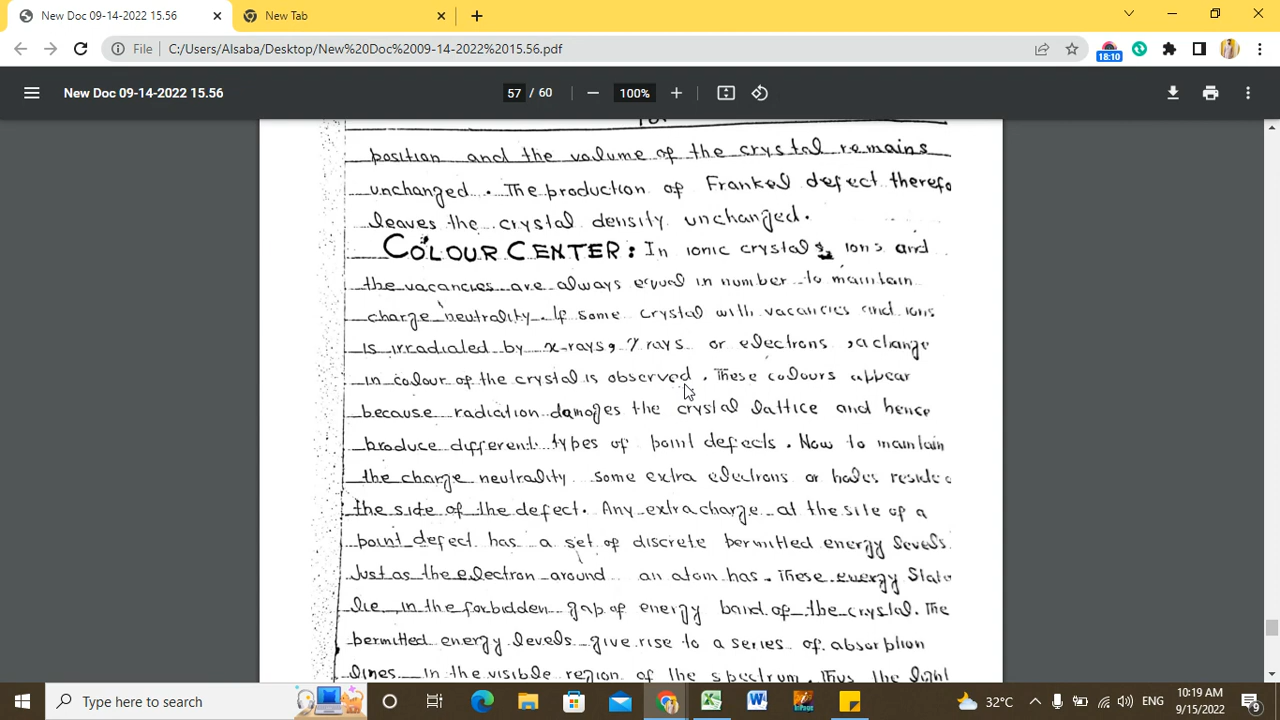 New Doc 09-14-2022 15.56
New Tab
File
C:/Users/Alsaba/Desktop/New%20Doc%2009-14-2022%2015.56.pdf
18:10
New Doc 09-14-2022 15.56
57 / 60
100%
position and the volume of the crystal remains
unchanged. The production of Frankel defect therefo
leaves the crystal density unchanged.
COLOUR CENTER: In ionic crystals, ions and
the vacancies are always equal in number to maintain
charge neutrality. If some crystal with vacancies and ions
is irradialed by x-rays, γ rays or electrons, a change
in colour of the crystal is observed. These colours appear
because radiation damages the crystal lattice and hence
produce different types of point defects. Now to maintain
the charge neutrality some extra electrons or holes reside
the side of the defect. Any extra charge at the site of a
point defect has a set of discrete permitted energy levels.
Just as the electron around an atom has. These energy State
lie in the forbidden gap of energy band of the crystal. The
permitted energy levels give rise to a series of absorption
lines in the visible region of the spectrum. Thus the light
Type here to search
32°C
ENG
10:19 AM
9/15/2022
9